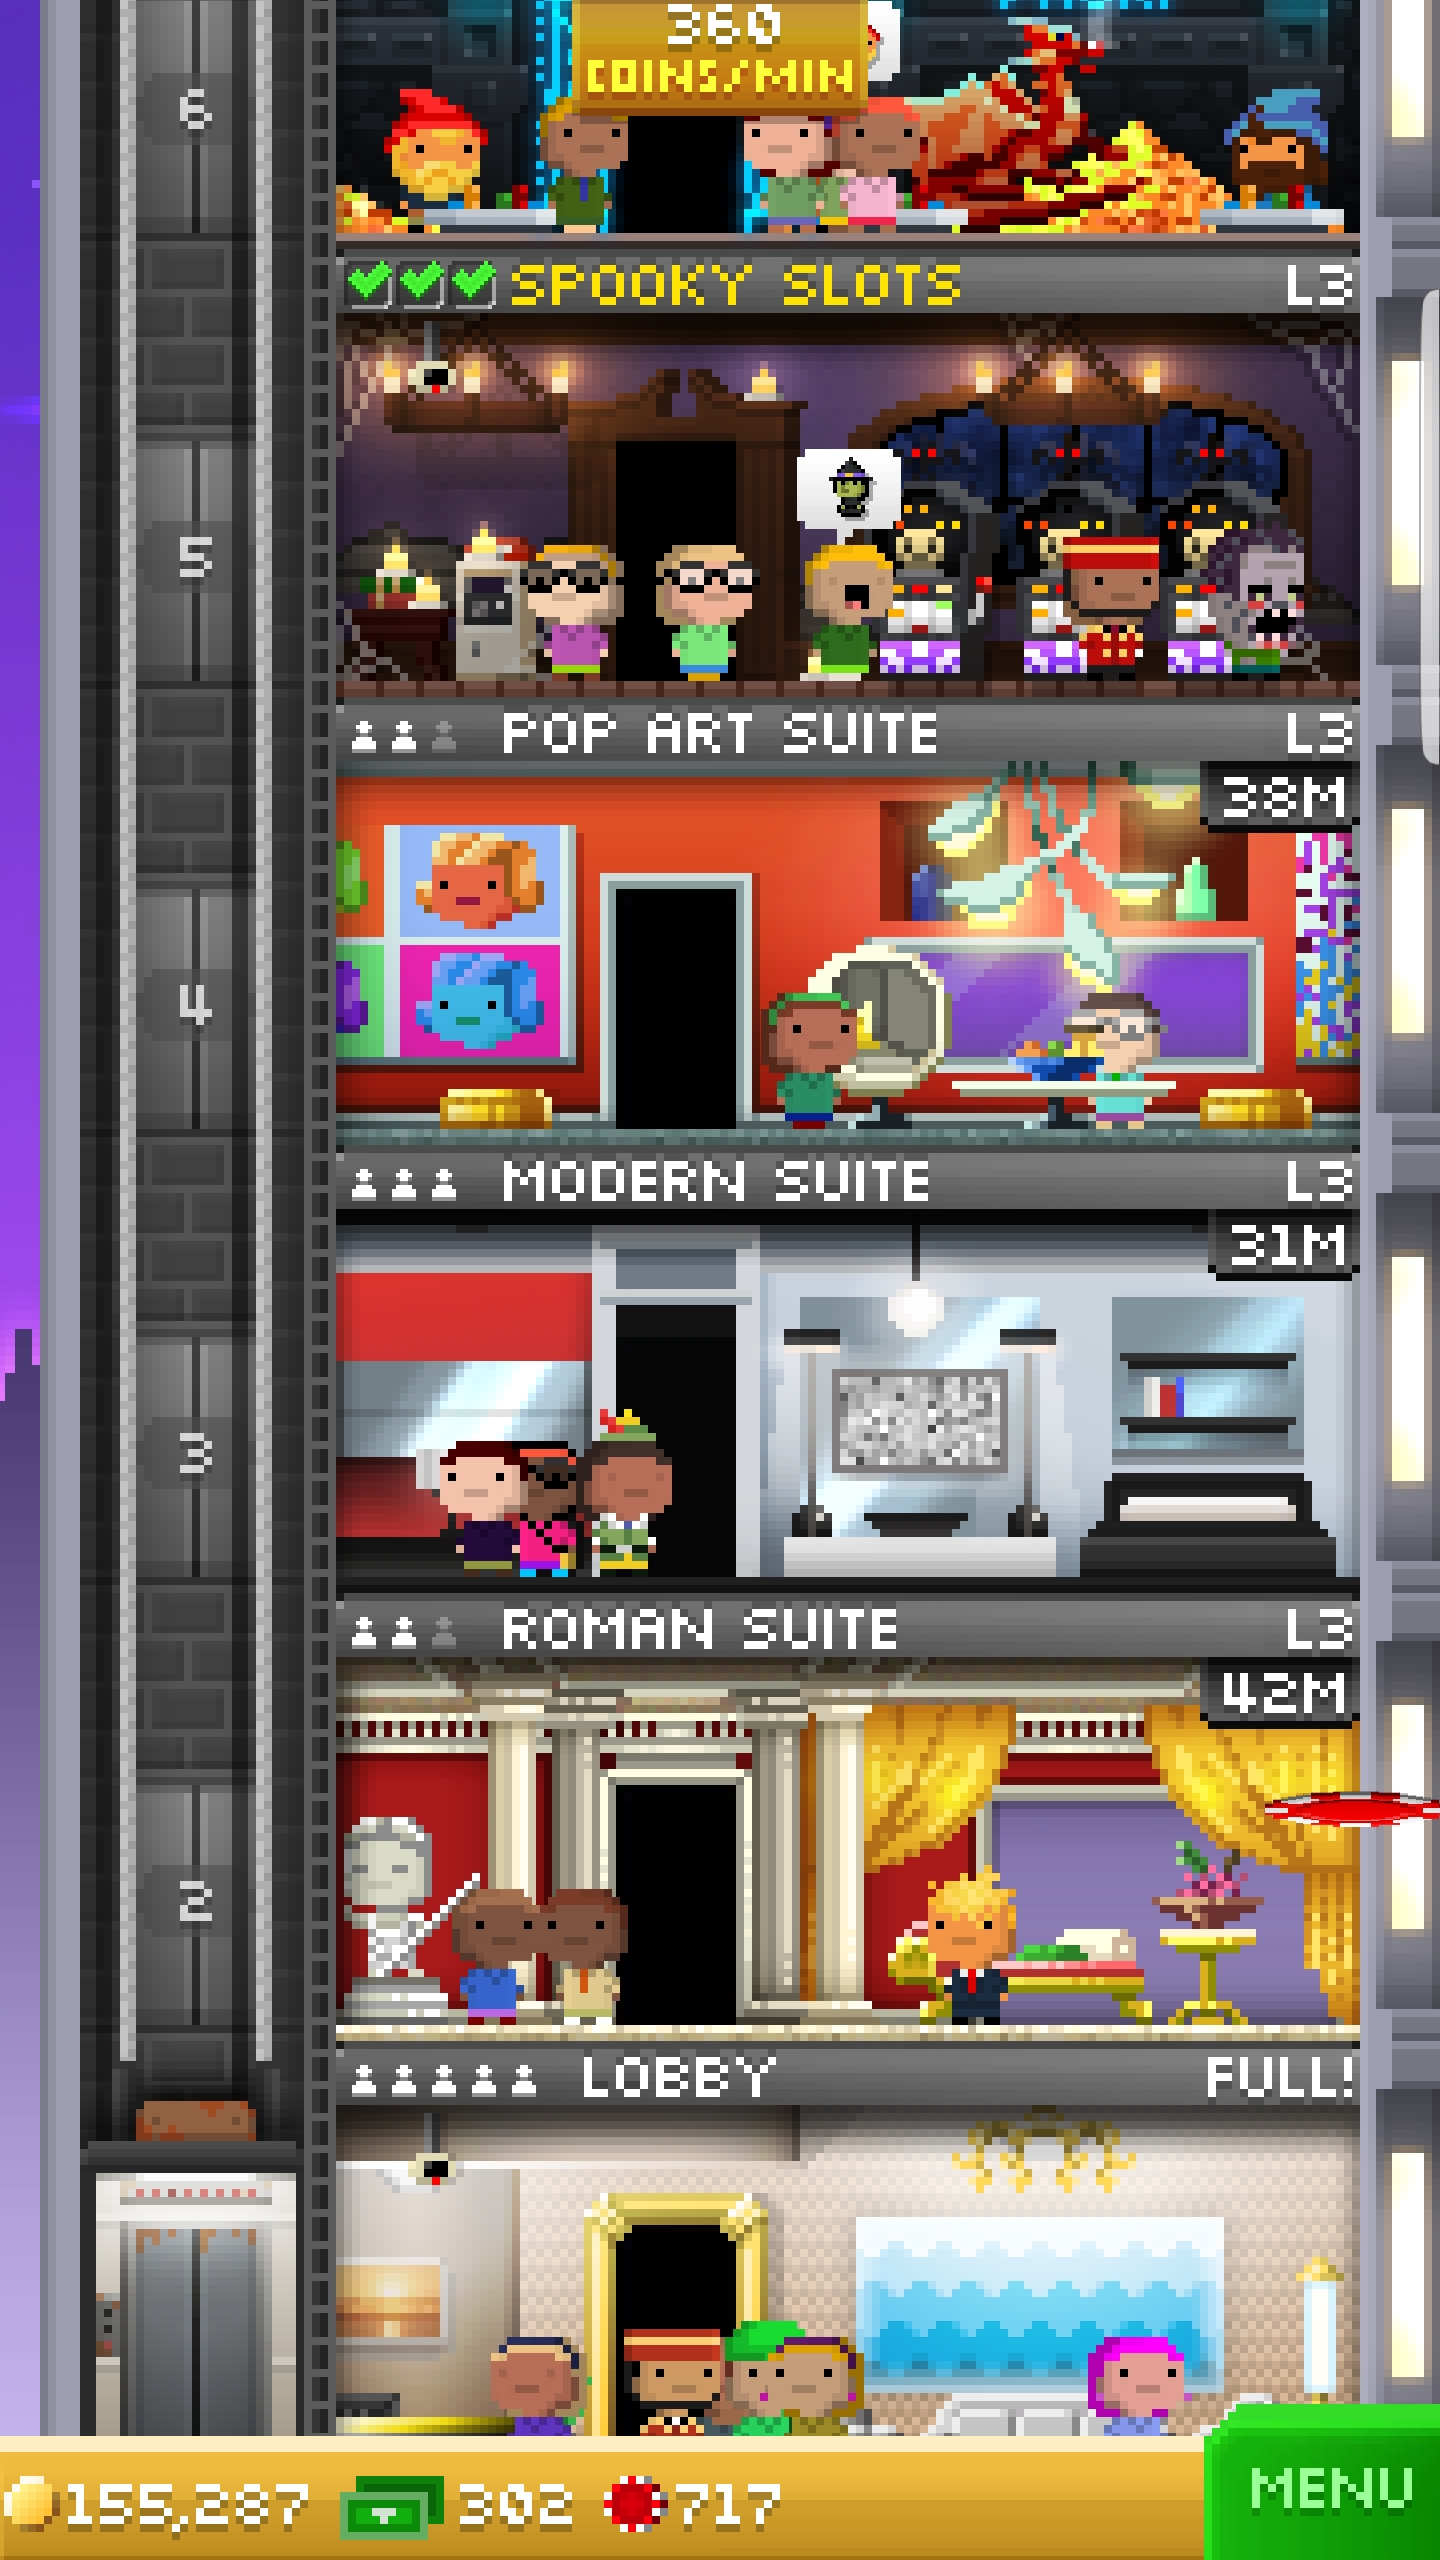 360
COINS/MIN
6
SPOOKY SLOTS L3
5
POP ART SUITE L3
38M
4
MODERN SUITE L3
31M
3
ROMAN SUITE L3
42M
2
LOBBY FULL!
155,287 302 717 MENU